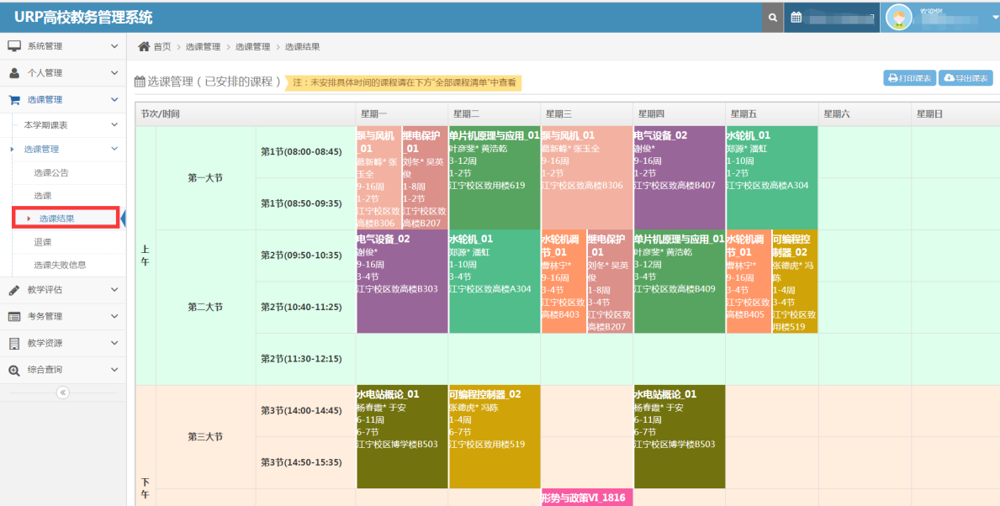 URP高校教务管理系统
欢迎您
系统管理
个人管理
选课管理
本学期课表
选课管理
选课公告
选课
选课结果
退课
选课失败信息
教学评估
考务管理
教学资源
综合查询
首页 > 选课管理 > 选课管理 > 选课结果
选课管理 ( 已安排的课程 )
注：未安排具体时间的课程请在下方"全部课程清单"中查看
打印课表
导出课表
节次/时间 星期一 星期二 星期三 星期四 星期五 星期六 星期日
上午
第一大节
第1节(08:00-08:45)
第1节(08:50-09:35)
泵与风机_01
葛新峰* 张玉全
9-16周
1-2节
江宁校区致高楼B306
继电保护_01
刘冬* 吴英俊
1-8周
1-2节
江宁校区致高楼B207
单片机原理与应用_01
叶彦斐* 黄浩乾
3-12周
1-2节
江宁校区致用楼619
泵与风机_01
葛新峰* 张玉全
9-16周
1-2节
江宁校区致高楼B306
电气设备_02
谢俊*
9-16周
1-2节
江宁校区致高楼B407
水轮机_01
郑源* 潘虹
1-10周
1-2节
江宁校区致高楼A304
第二大节
第2节(09:50-10:35)
第2节(10:40-11:25)
第2节(11:30-12:15)
电气设备_02
谢俊*
9-16周
3-4节
江宁校区致高楼B303
水轮机_01
郑源* 潘虹
1-10周
3-4节
江宁校区致高楼A304
水轮机调节_01
曹林宁*
9-16周
3-4节
江宁校区致高楼B403
继电保护_01
刘冬* 吴英俊
1-8周
3-4节
江宁校区致高楼B207
单片机原理与应用_01
叶彦斐* 黄浩乾
3-12周
3-4节
江宁校区致高楼B409
水轮机调节_01
曹林宁*
9-16周
3-4节
江宁校区致高楼B405
可编程控制器_02
张德虎* 冯陈
1-4周
3-4节
江宁校区致用楼519
下午
第三大节
第3节(14:00-14:45)
第3节(14:50-15:35)
水电站概论_01
杨春霞* 于安
6-11周
6-7节
江宁校区博学楼B503
可编程控制器_02
张德虎* 冯陈
1-4周
6-7节
江宁校区致用楼519
水电站概论_01
杨春霞* 于安
6-11周
6-7节
江宁校区博学楼B503
形势与政策VI_1816